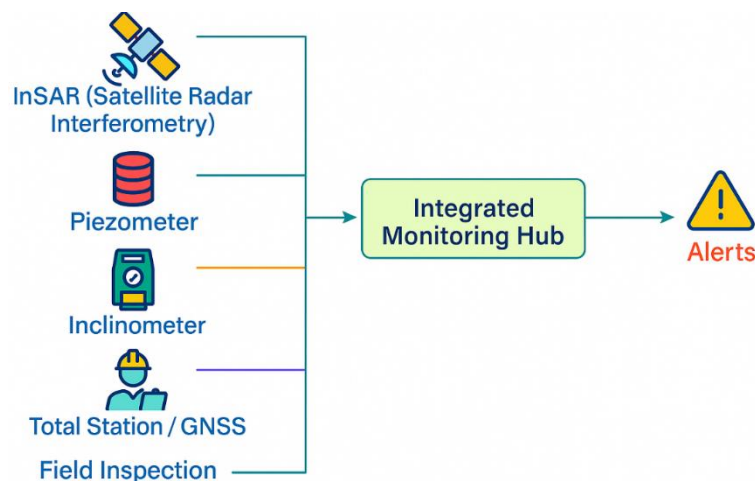 InSAR (Satellite Radar
Interferometry)
Piezometer
Inclinometer
Total Station / GNSS
Field Inspection
Integrated
Monitoring Hub
Alerts